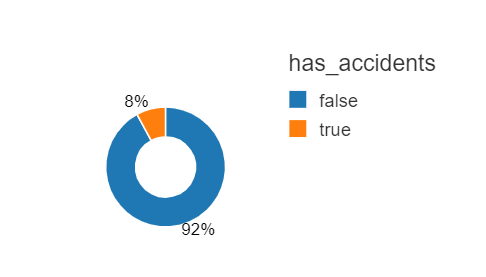 has_accidents
false
true
8%
92%